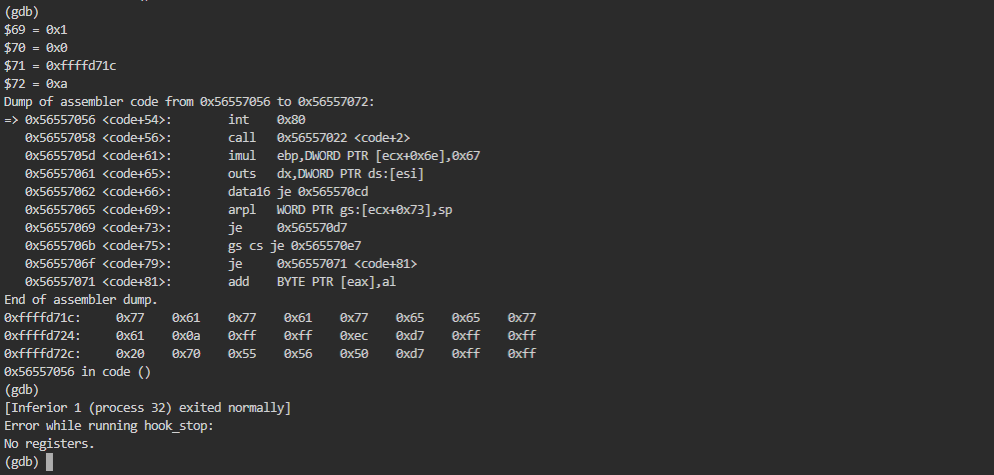 (gdb)
$69 = 0x1
$70 = 0x0
$71 = 0xffffd71c
$72 = 0xa
Dump of assembler code from 0x56557056 to 0x56557072:
=> 0x56557056 <code+54>: int 0x80
0x56557058 <code+56>: call 0x56557022 <code+2>
0x5655705d <code+61>: imul ebp,DWORD PTR [ecx+0x6e],0x67
0x56557061 <code+65>: outs dx,DWORD PTR ds:[esi]
0x56557062 <code+66>: data16 je 0x565570cd
0x56557065 <code+69>: arpl WORD PTR gs:[ecx+0x73],sp
0x56557069 <code+73>: je 0x565570d7
0x5655706b <code+75>: gs cs je 0x565570e7
0x5655706f <code+79>: je 0x56557071 <code+81>
0x56557071 <code+81>: add BYTE PTR [eax],al
End of assembler dump.
0xffffd71c: 0x77 0x61 0x77 0x61 0x77 0x65 0x65 0x77
0xffffd724: 0x61 0x0a 0xff 0xff 0xec 0xd7 0xff 0xff
0xffffd72c: 0x20 0x70 0x55 0x56 0x50 0xd7 0xff 0xff
0x56557056 in code ()
(gdb)
[Inferior 1 (process 32) exited normally]
Error while running hook_stop:
No registers.
(gdb)